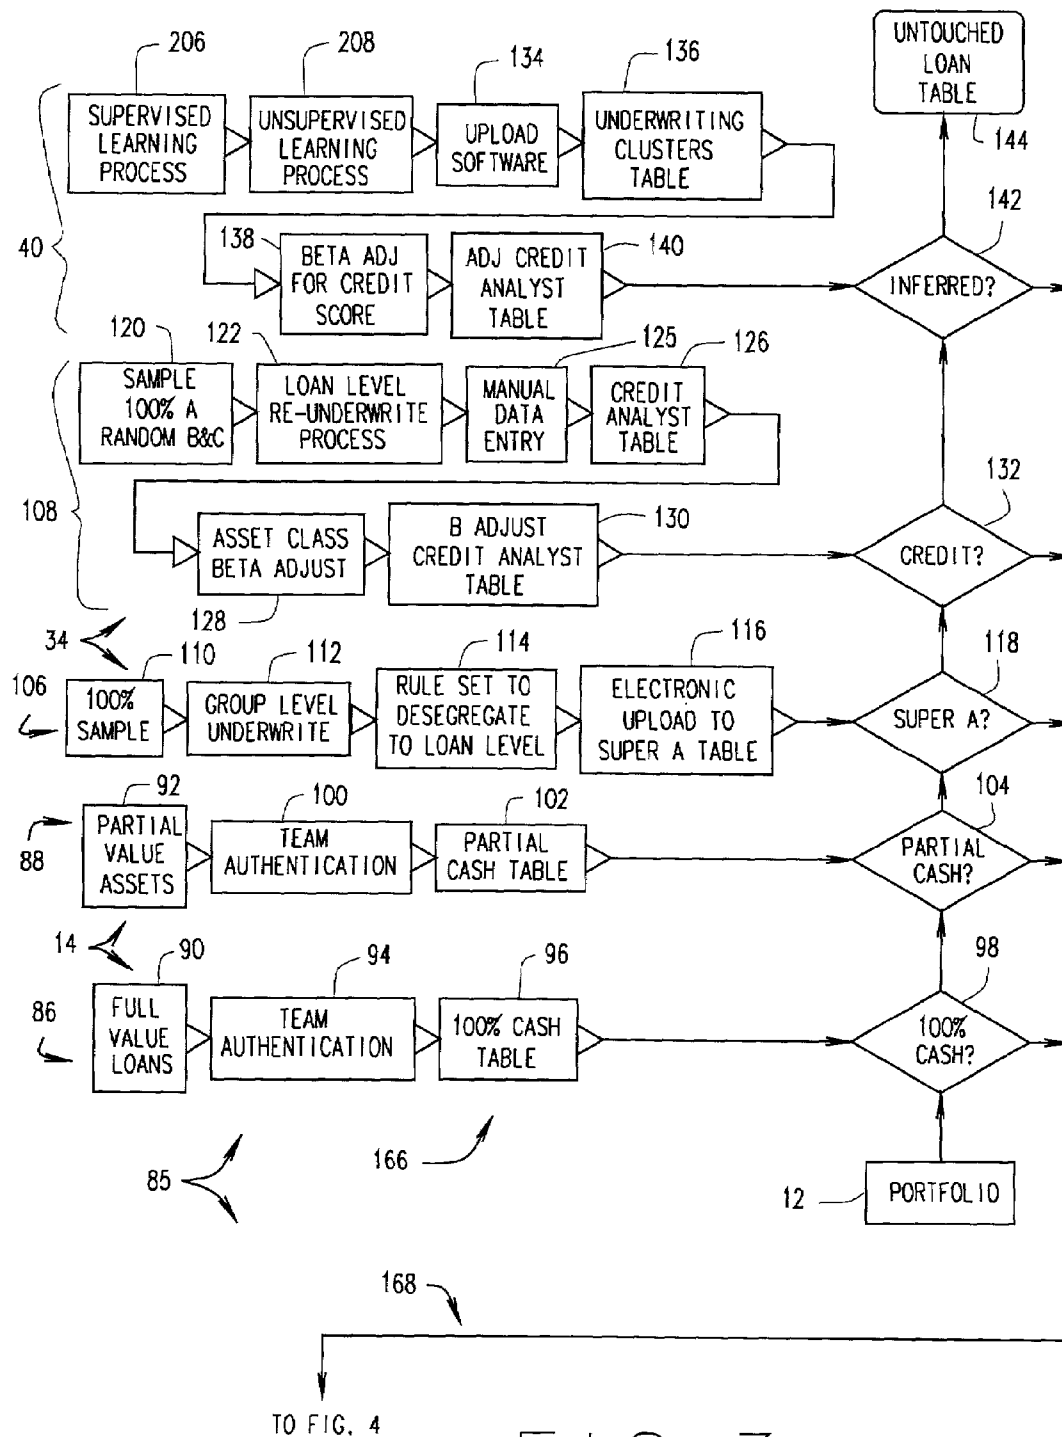 206
208
134
136
UNTOUCHED
LOAN
TABLE
144
SUPERVISED
LEARNING
PROCESS
UNSUPERVISED
LEARNING
PROCESS
UPLOAD
SOFTWARE
UNDERWRITING
CLUSTERS
TABLE
40
138
BETA ADJ
FOR CREDIT
SCORE
ADJ CREDIT
ANALYST
TABLE
140
142
INFERRED?
120
122
125
126
SAMPLE
100% A
RANDOM B&C
LOAN LEVEL
RE-UNDERWRITE
PROCESS
MANUAL
DATA
ENTRY
CREDIT
ANALYST
TABLE
108
ASSET CLASS
BETA ADJUST
128
B ADJUST
CREDIT ANALYST
TABLE
130
132
CREDIT?
34
110
112
114
116
118
106
100%
SAMPLE
GROUP LEVEL
UNDERWRITE
RULE SET TO
DESEGREGATE
TO LOAN LEVEL
ELECTRONIC
UPLOAD TO
SUPER A TABLE
SUPER A?
92
100
102
104
88
PARTIAL
VALUE
ASSETS
TEAM
AUTHENTICATION
PARTIAL
CASH TABLE
PARTIAL
CASH?
14
90
94
96
98
86
FULL
VALUE
LOANS
TEAM
AUTHENTICATION
100% CASH
TABLE
100%
CASH?
85
166
12
PORTFOLIO
168
TO FIG. 4